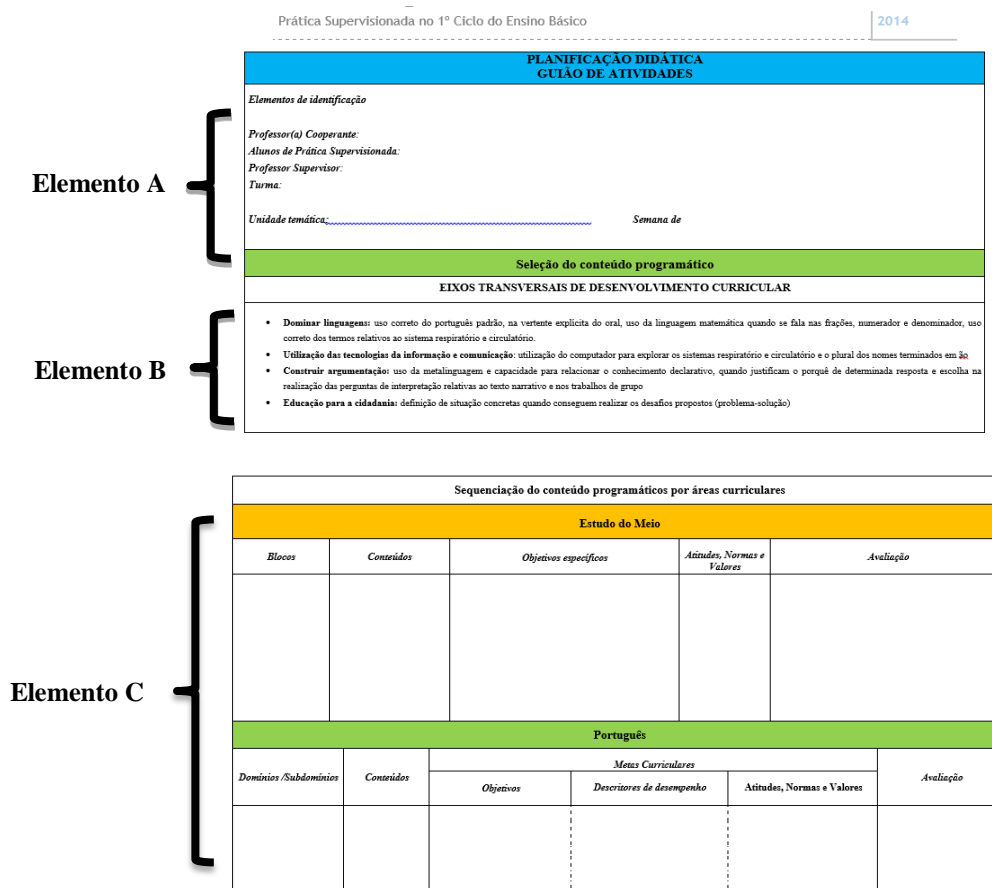 Prática Supervisionada no 1º Ciclo do Ensino Básico 2014
PLANIFICAÇÃO DIDÁTICA
GUIÃO DE ATIVIDADES
Elementos de identificação
Professor(a) Cooperante:
Alunos de Prática Supervisionada:
Elemento A
Professor Supervisor:
Turma:
Unidade temática: Semana de
Seleção do conteúdo programático
EIXOS TRANSVERSAIS DE DESENVOLVIMENTO CURRICULAR
Elemento B
• Dominar linguagens: uso correto do português padrão, na vertente explícita do oral, uso da linguagem matemática quando se fala nas frações, numerador e denominador, uso
correto dos termos relativos ao sistema respiratório e circulatório.
• Utilização das tecnologias da informação e comunicação: utilização do computador para explorar os sistemas respiratório e circulatório e o plural dos nomes terminados em ão
• Construir argumentação: uso da metalinguagem e capacidade para relacionar o conhecimento declarativo, quando justificam o porquê de determinada resposta e escolha na
realização das perguntas de interpretação relativas ao texto narrativo e nos trabalhos de grupo
• Educação para a cidadania: definição de situação concretas quando conseguem realizar os desafios propostos (problema-solução)
Sequenciação do conteúdo programáticos por áreas curriculares
Estudo do Meio
Blocos Conteúdos Objetivos específicos Atitudes, Normas e Avaliação
Valores
Elemento C
Português
Domínios /Subdomínios Conteúdos Metas Curriculares Avaliação
Objetivos Descritores de desempenho Atitudes, Normas e Valores